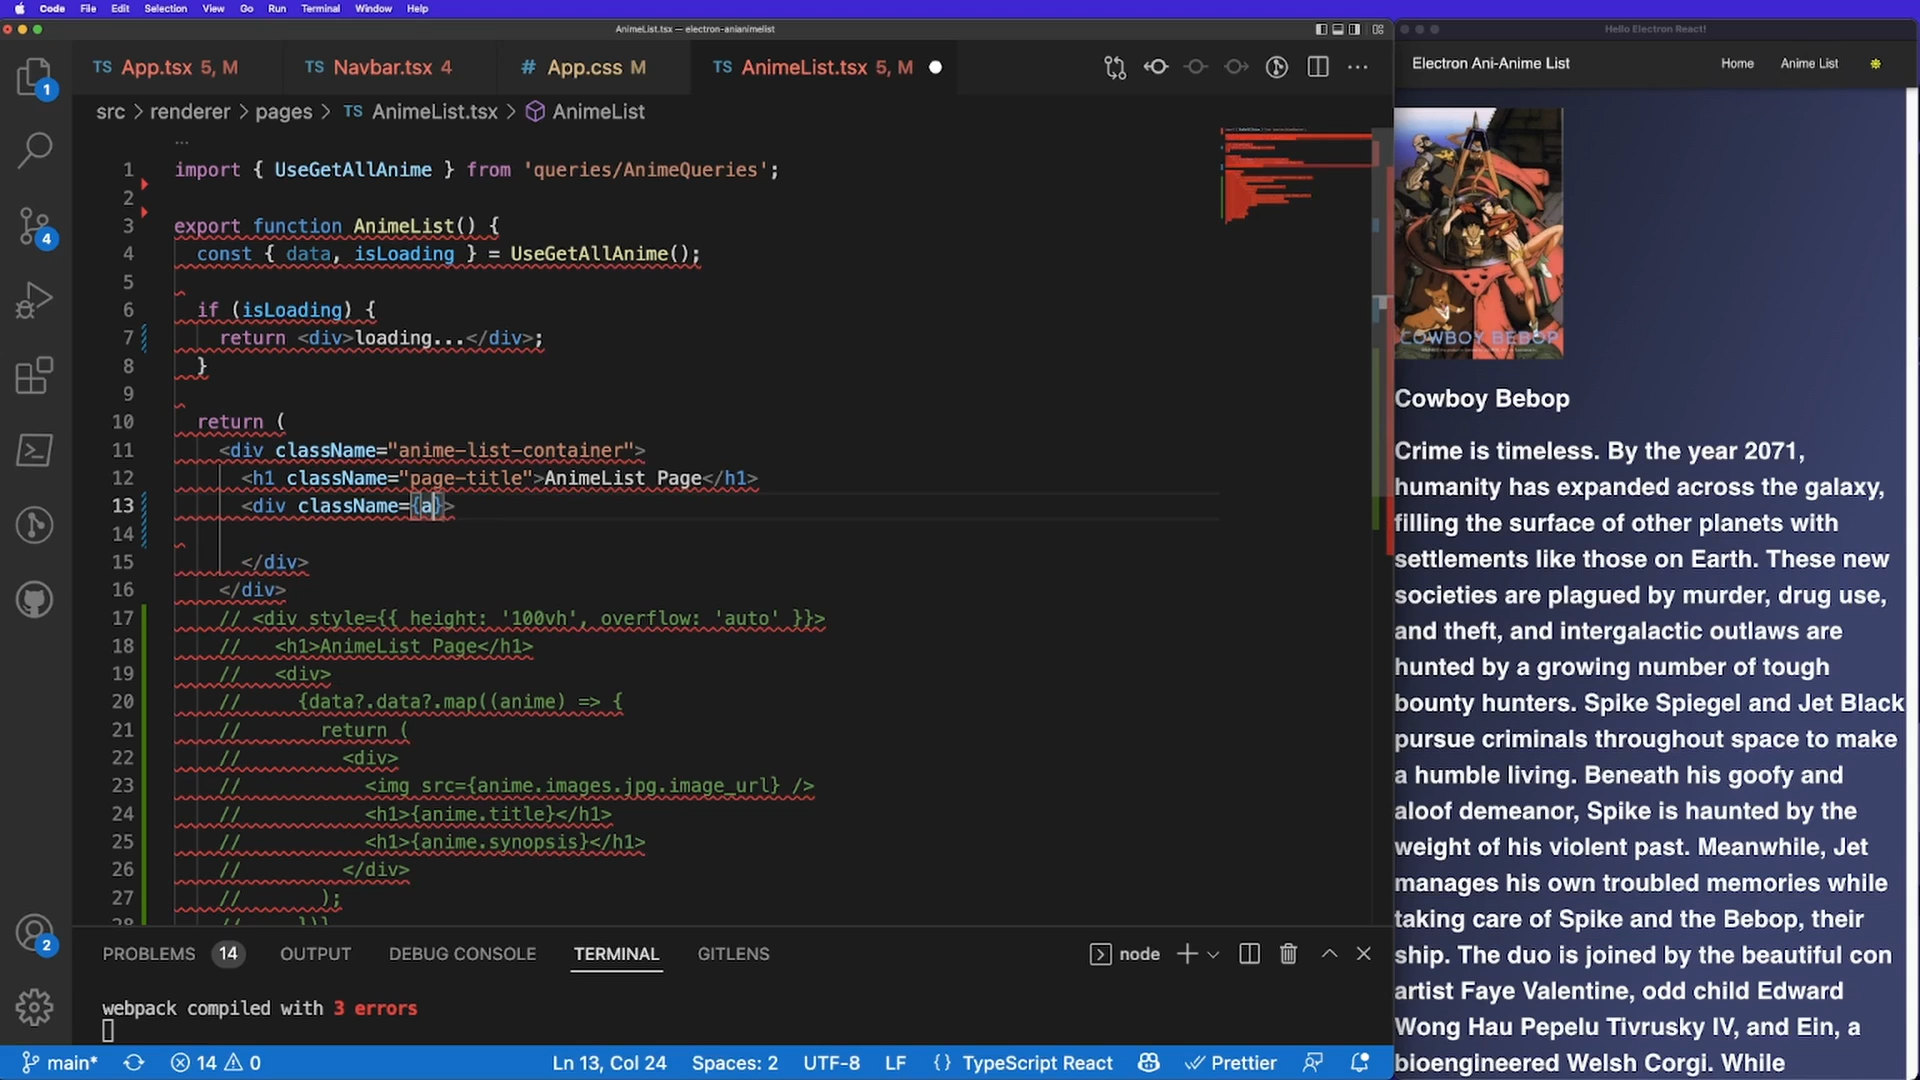 Code File Edit Selection View Go Run Terminal Window Help
AnimeList.tsx — electron-anianimelist
Hello Electron React!
TS App.tsx 5, M
TS Navbar.tsx 4
# App.css M
TS AnimeList.tsx 5, M
Electron Ani-Anime List
Home
Anime List
src > renderer > pages > TS AnimeList.tsx > AnimeList
...
1 import { UseGetAllAnime } from 'queries/AnimeQueries';
2
3 export function AnimeList() {
4 const { data, isLoading } = UseGetAllAnime();
5
6 if (isLoading) {
7 return <div>loading...</div>;
8 }
9
10 return (
11 <div className="anime-list-container">
12 <h1 className="page-title">AnimeList Page</h1>
13 <div className={a}>
14
15 </div>
16 </div>
17 // <div style={{ height: '100vh', overflow: 'auto' }}>
18 // <h1>AnimeList Page</h1>
19 // <div>
20 // {data?.data?.map((anime) => {
21 // return (
22 // <div>
23 // <img src={anime.images.jpg.image_url} />
24 // <h1>{anime.title}</h1>
25 // <h1>{anime.synopsis}</h1>
26 // </div>
27 // );
28 // })}
1
4
2
PROBLEMS 14 OUTPUT DEBUG CONSOLE TERMINAL GITLENS
node
webpack compiled with 3 errors
main* 14 0
Ln 13, Col 24 Spaces: 2 UTF-8 LF {} TypeScript React Prettier
COWBOY BEBOP
Cowboy Bebop
Crime is timeless. By the year 2071,
humanity has expanded across the galaxy,
filling the surface of other planets with
settlements like those on Earth. These new
societies are plagued by murder, drug use,
and theft, and intergalactic outlaws are
hunted by a growing number of tough
bounty hunters. Spike Spiegel and Jet Black
pursue criminals throughout space to make
a humble living. Beneath his goofy and
aloof demeanor, Spike is haunted by the
weight of his violent past. Meanwhile, Jet
manages his own troubled memories while
taking care of Spike and the Bebop, their
ship. The duo is joined by the beautiful con
artist Faye Valentine, odd child Edward
Wong Hau Pepelu Tivrusky IV, and Ein, a
bioengineered Welsh Corgi. While